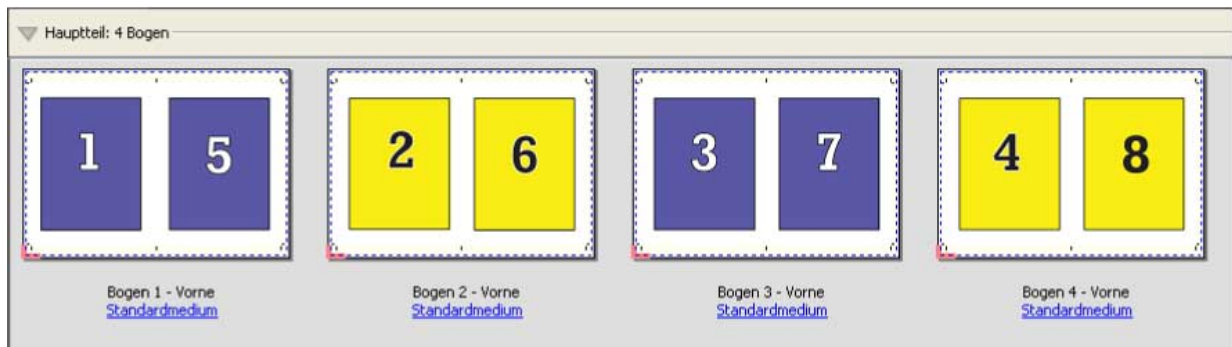 Hauptteil: 4 Bogen
1 5 2 6 3 7 4 8
Bogen 1 - Vorne Bogen 2 - Vorne Bogen 3 - Vorne Bogen 4 - Vorne
Standardmedium Standardmedium Standardmedium Standardmedium